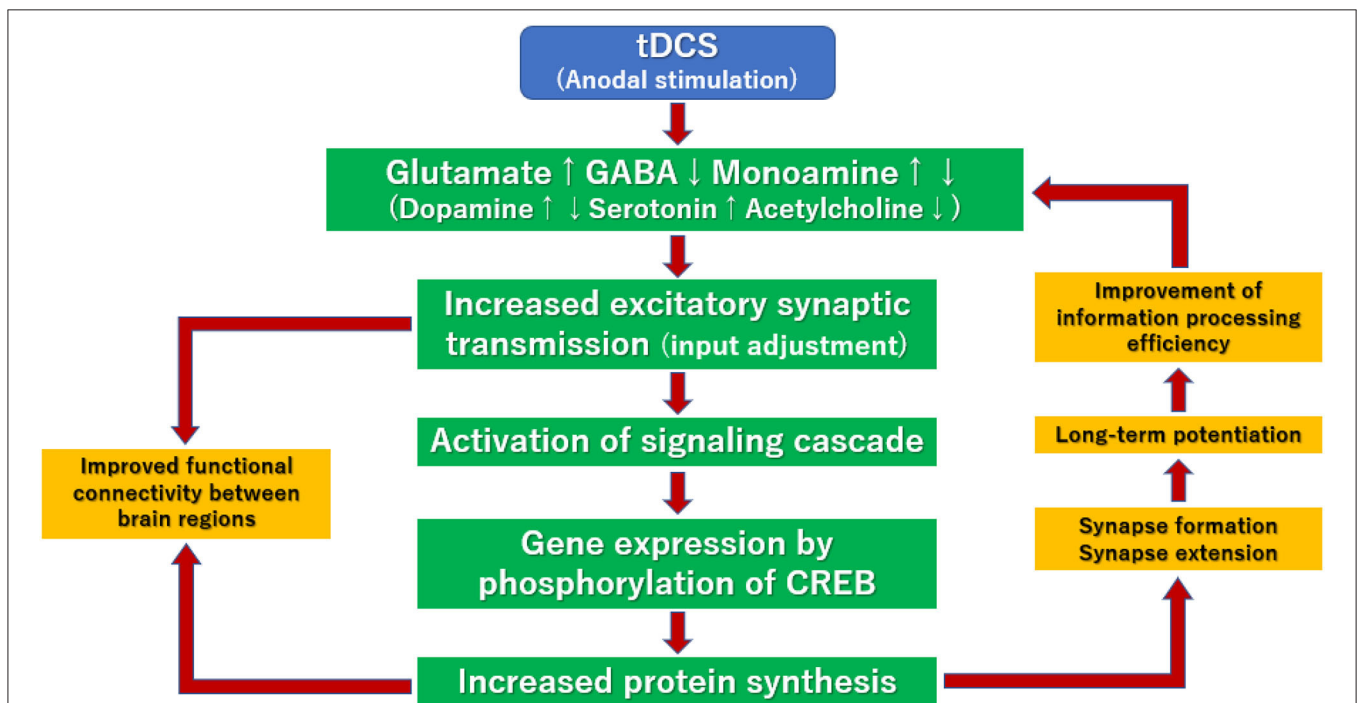 tDCS
(Anodal stimulation)
Glutamate ↑ GABA ↓ Monoamine ↑ ↓
(Dopamine ↑ ↓ Serotonin ↑ Acetylcholine ↓)
Increased excitatory synaptic
transmission (input adjustment)
Activation of signaling cascade
Gene expression by
phosphorylation of CREB
Increased protein synthesis
Improved functional
connectivity between
brain regions
Improvement of
information processing
efficiency
Long-term potentiation
Synapse formation
Synapse extension